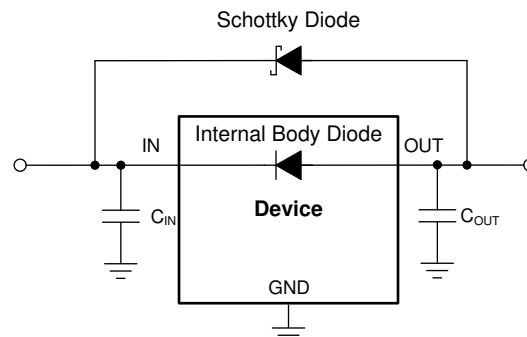 Schottky Diode
IN
Internal Body Diode
OUT
Device
CIN
COUT
GND